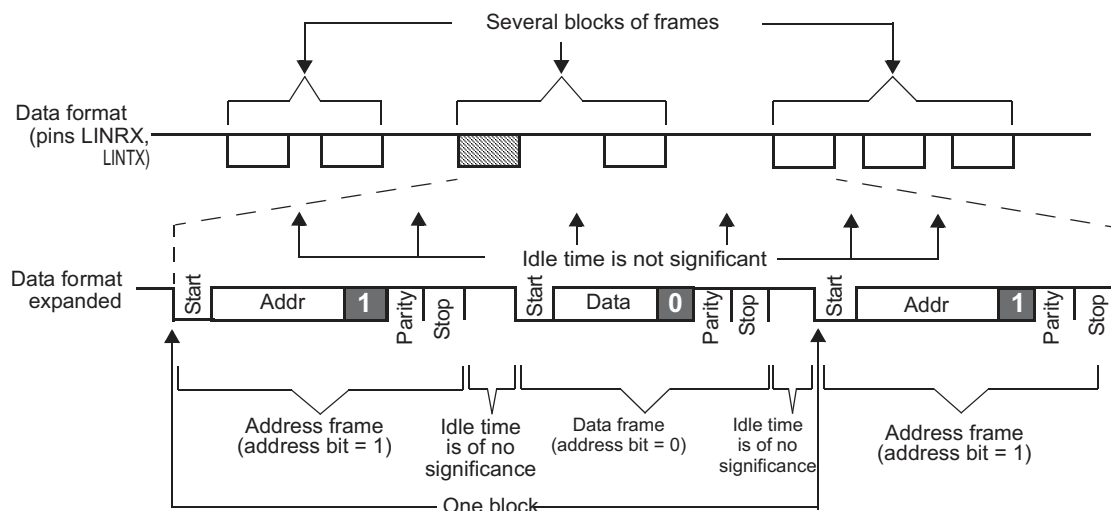 Several blocks of frames
Data format
(pins LINRX,
LINTX)
Idle time is not significant
Data format
expanded
Start
Addr
1
Parity
Stop
Start
Data
0
Parity
Stop
Start
Addr
1
Parity
Stop
Address frame
(address bit = 1)
Idle time
is of no
significance
Data frame
(address bit = 0)
Idle time
is of no
significance
Address frame
(address bit = 1)
One block